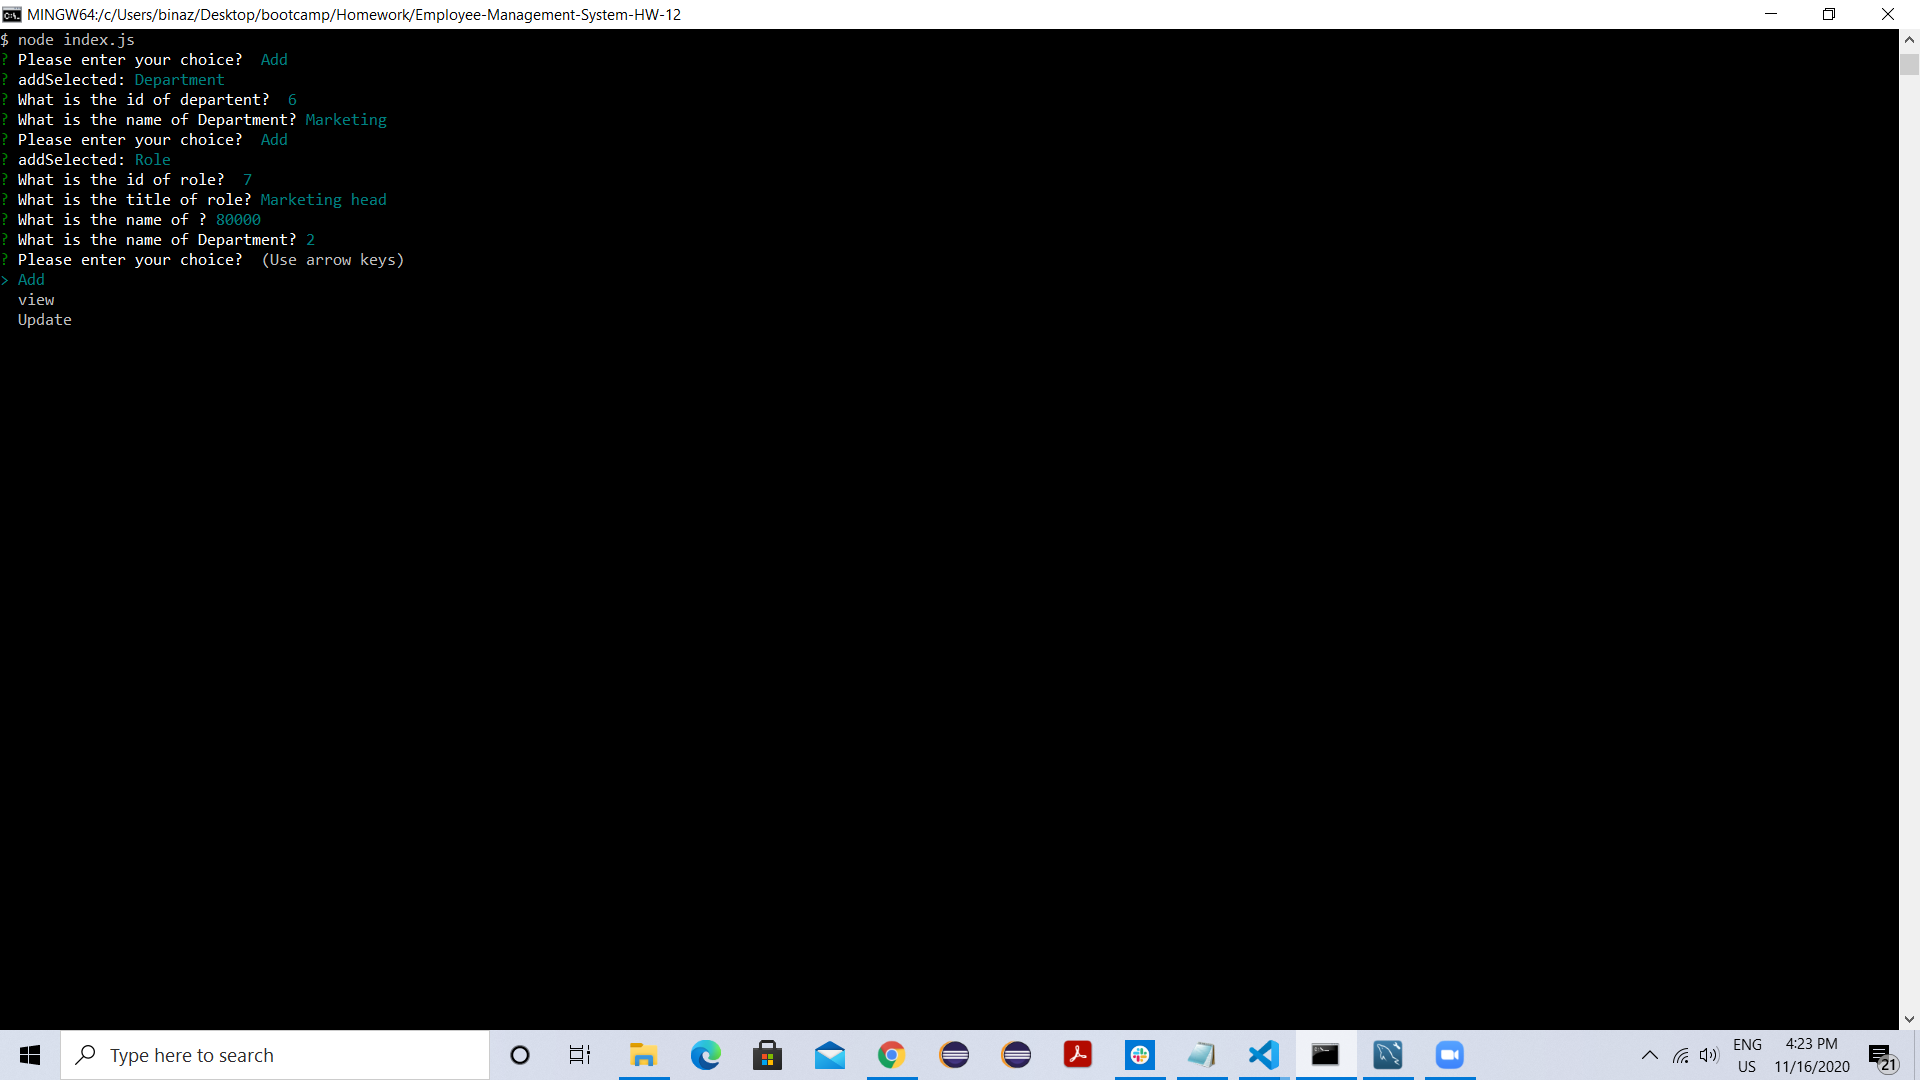 MINGW64:/c/Users/binaz/Desktop/bootcamp/Homework/Employee-Management-System-HW-12
$ node index.js
? Please enter your choice?  Add
? addSelected: Department
? What is the id of departent?  6
? What is the name of Department? Marketing
? Please enter your choice?  Add
? addSelected: Role
? What is the id of role?  7
? What is the title of role? Marketing head
? What is the name of ? 80000
? What is the name of Department? 2
? Please enter your choice?  (Use arrow keys)
> Add
  view
  Update
Type here to search
ENG
US
4:23 PM
11/16/2020
21